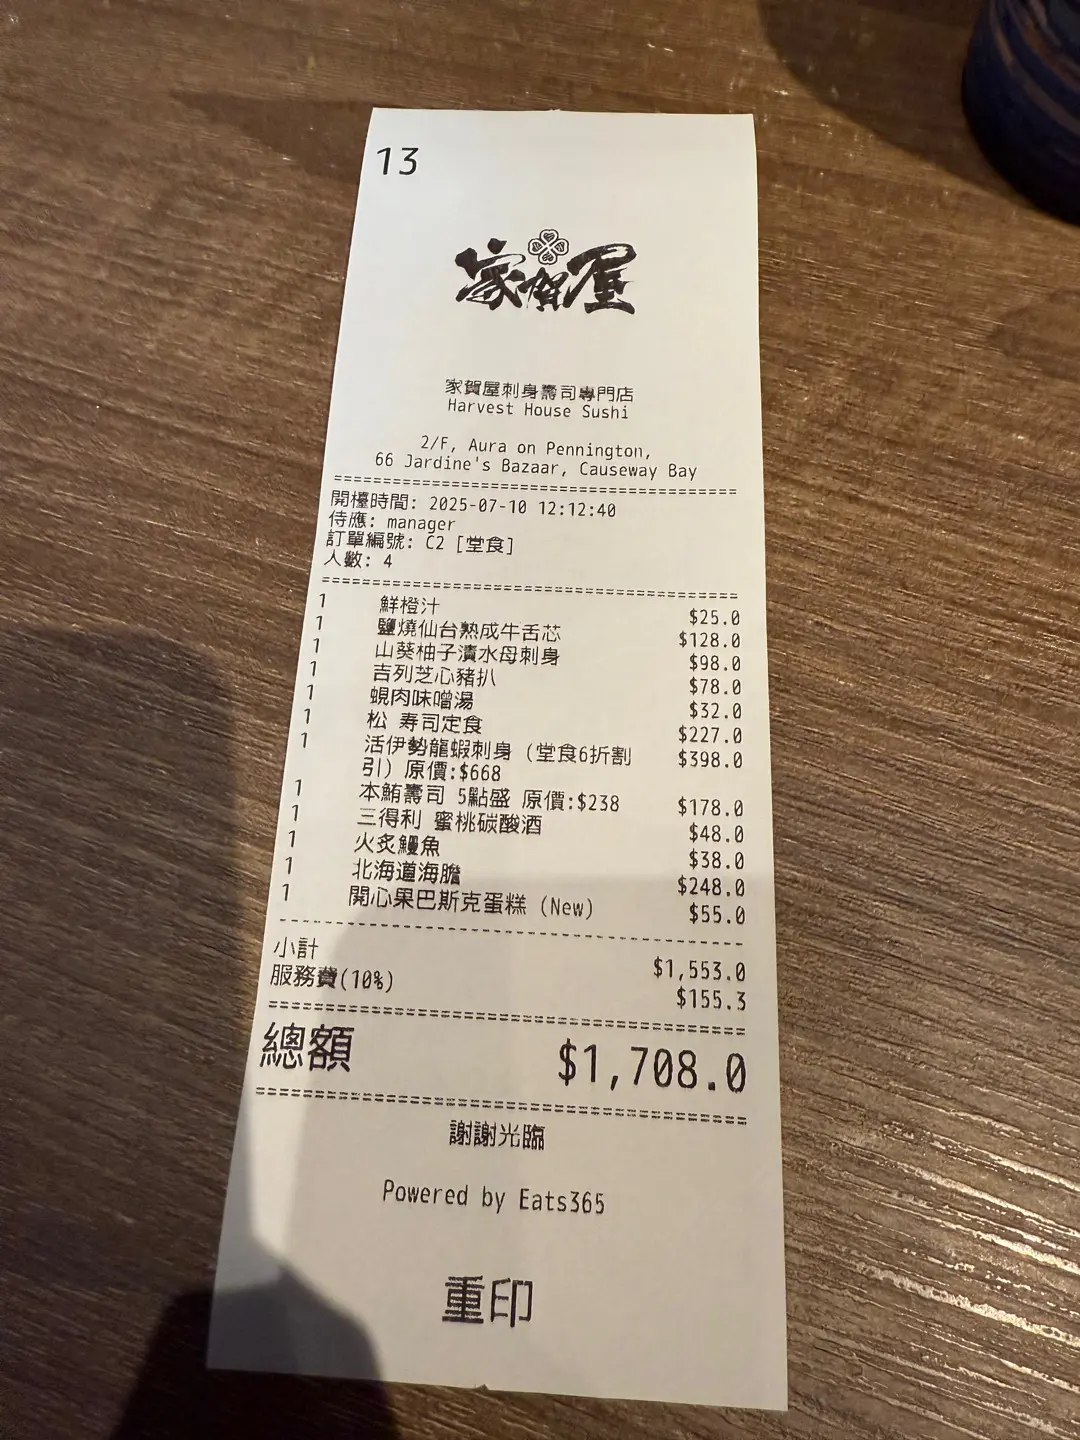 13
家賀屋
家賀屋刺身壽司專門店
Harvest House Sushi
2/F, Aura on Pennington,
66 Jardine's Bazaar, Causeway Bay
開檯時間: 2025-07-10 12:12:40
侍應: manager
訂單編號: C2 [堂食]
人數: 4
1 鮮橙汁 $25.0
1 鹽燒仙台熟成牛舌芯 $128.0
1 山葵柚子漬水母刺身 $98.0
1 吉列芝心豬扒 $78.0
1 蜆肉味噌湯 $32.0
1 松 寿司定食 $227.0
1 活伊勢龍蝦刺身 (堂食6折割 $398.0
引) 原價:$668
1 本鮪壽司 5點盛 原價:$238 $178.0
1 三得利 蜜桃碳酸酒 $48.0
1 火炙鰻魚 $38.0
1 北海道海膽 $248.0
1 開心果巴斯克蛋糕 (New) $55.0
小計 $1,553.0
服務費(10%) $155.3
總額 $1,708.0
謝謝光臨
Powered by Eats365
重印